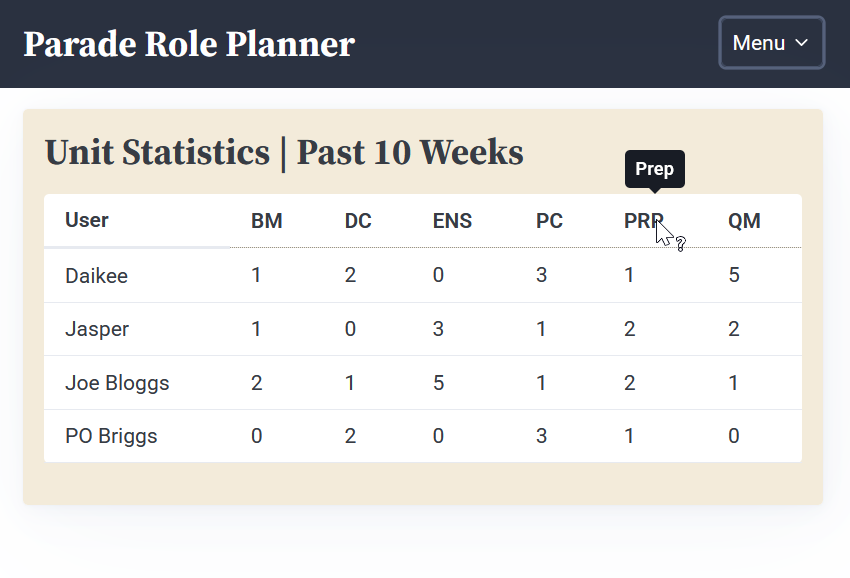 Parade Role Planner
Menu
Unit Statistics | Past 10 Weeks
Prep
User BM DC ENS PC PRP QM
Daikee 1 2 0 3 1 5
Jasper 1 0 3 1 2 2
Joe Bloggs 2 1 5 1 2 1
PO Briggs 0 2 0 3 1 0